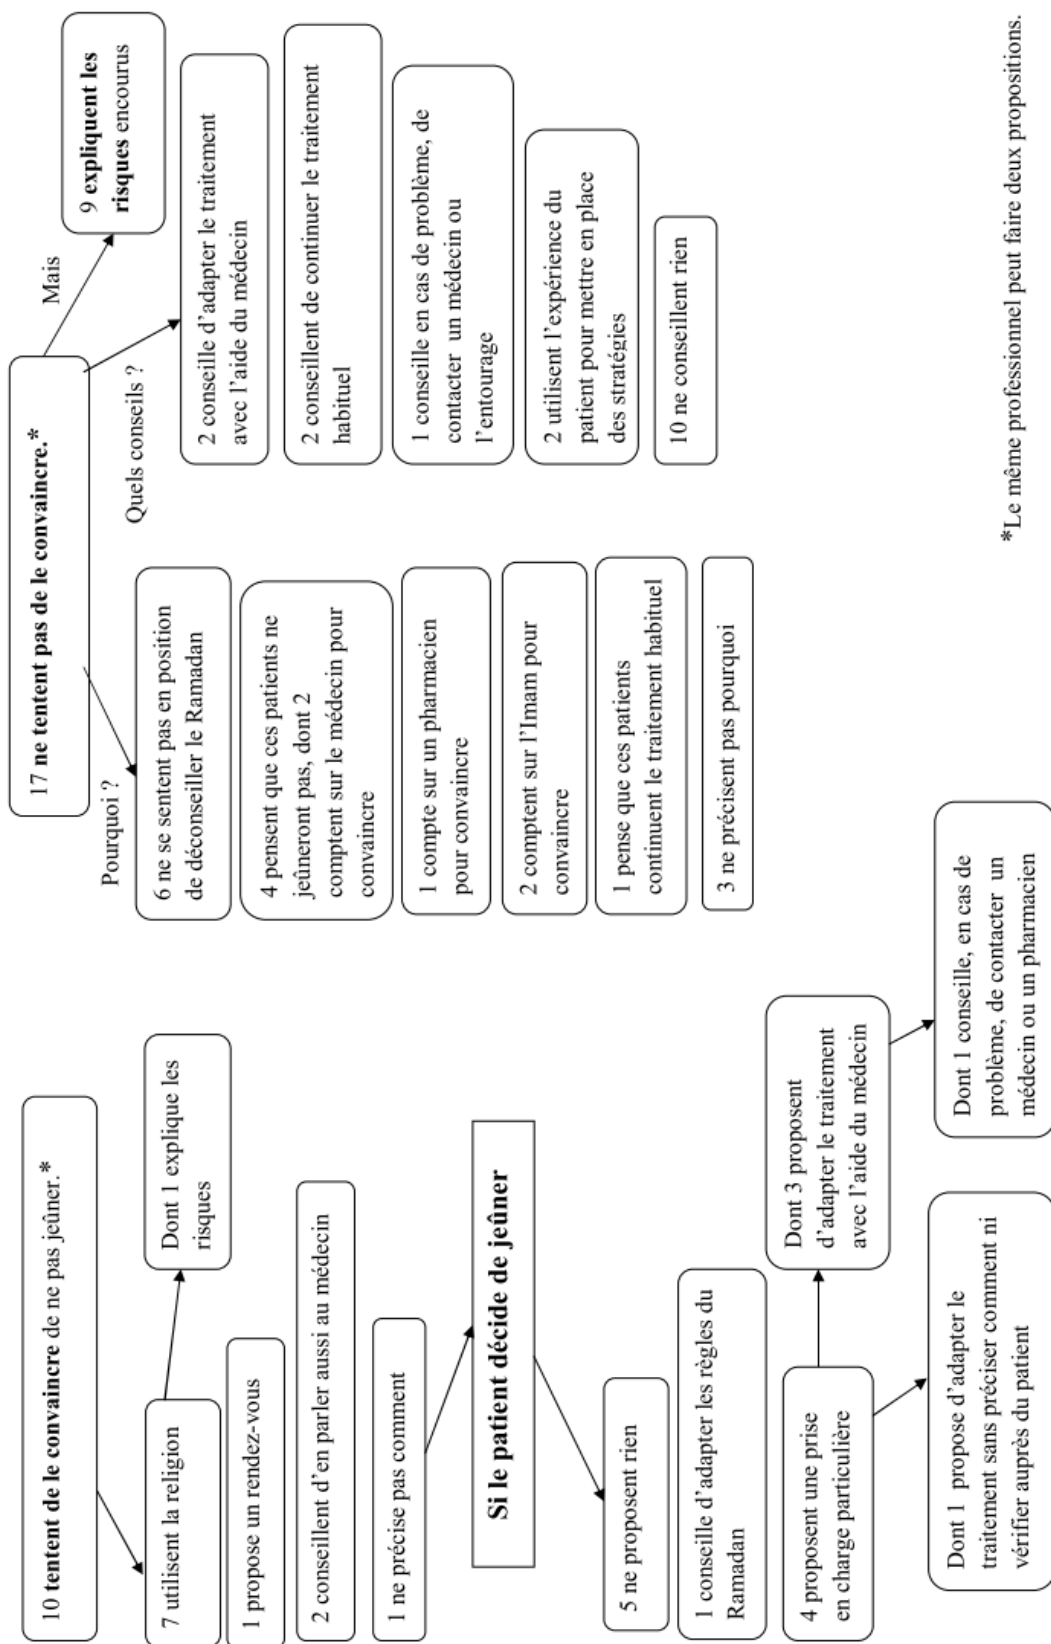 10 tentent de le convaincre de ne pas jeûner.*
7 utilisent la religion
Dont 1 explique les
risques
1 propose un rendez-vous
2 conseillent d’en parler aussi au médecin
1 ne précise pas comment
Si le patient décide de jeûner
5 ne proposent rien
1 conseille d’adapter les règles du
Ramadan
4 proposent une prise
en charge particulière
Dont 3 proposent
d’adapter le traitement
avec l’aide du médecin
Dont 1 propose d’adapter le
traitement sans préciser comment ni
vérifier auprès du patient
Dont 1 conseille, en cas de
problème, de contacter un
médecin ou un pharmacien
17 ne tentent pas de le convaincre.*
Pourquoi ?
6 ne se sentent pas en position
de déconseiller le Ramadan
4 pensent que ces patients ne
jeûneront pas, dont 2
comptent sur le médecin pour
convaincre
1 compte sur un pharmacien
pour convaincre
2 comptent sur l’Imam pour
convaincre
1 pense que ces patients
continuent le traitement habituel
3 ne précisent pas pourquoi
Mais
9 expliquent les
risques encourus
Quels conseils ?
2 conseille d’adapter le traitement
avec l’aide du médecin
2 conseillent de continuer le traitement
habituel
1 conseille en cas de problème, de
contacter un médecin ou
l’entourage
2 utilisent l’expérience du
patient pour mettre en place
des stratégies
10 ne conseillent rien
*Le même professionnel peut faire deux propositions.